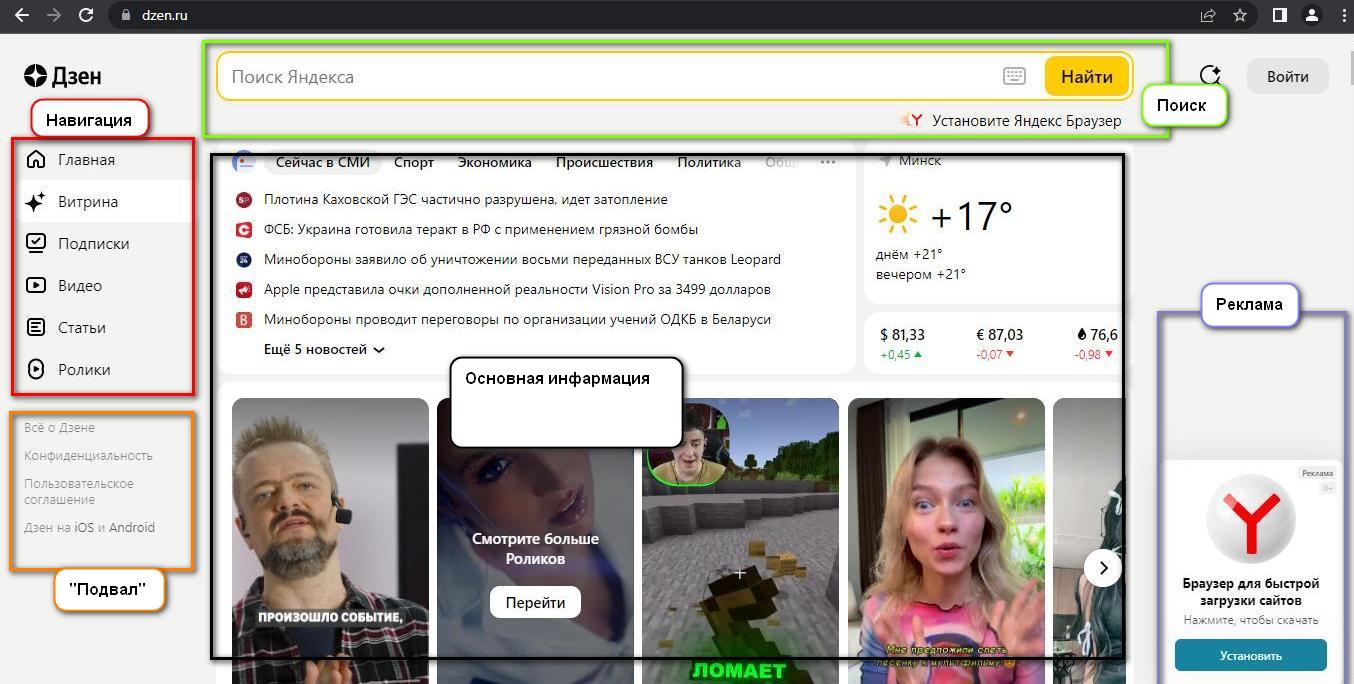 dzen.ru
Дзен
Поиск Яндекса
Найти
Войти
Поиск
Установите Яндекс Браузер
Навигация
Главная
Витрина
Подписки
Видео
Статьи
Ролики
Сейчас в СМИ Спорт Экономика Происшествия Политика Общ ...
Плотина Каховской ГЭС частично разрушена, идет затопление
ФСБ: Украина готовила теракт в РФ с применением грязной бомбы
Минобороны заявило об уничтожении восьми переданных ВСУ танков Leopard
Apple представила очки дополненной реальности Vision Pro за 3499 долларов
Минобороны проводит переговоры по организации учений ОДКБ в Беларуси
Ещё 5 новостей
Минск
+17°
днём +21°
вечером +21°
$ 81,33 € 87,03 76,6
+0,45 -0,07 -0,98
Реклама
Основная инфармация
Всё о Дзене
Конфиденциальность
Пользовательское
соглашение
Дзен на iOS и Android
"Подвал"
ПРОИЗОШЛО СОБЫТИЕ,
Смотрите больше
Роликов
Перейти
ЛОМАЕТ
Мне предложили спеть
песенку к мультфильму!
Реклама
0+
Браузер для быстрой
загрузки сайтов
Нажмите, чтобы скачать
Установить